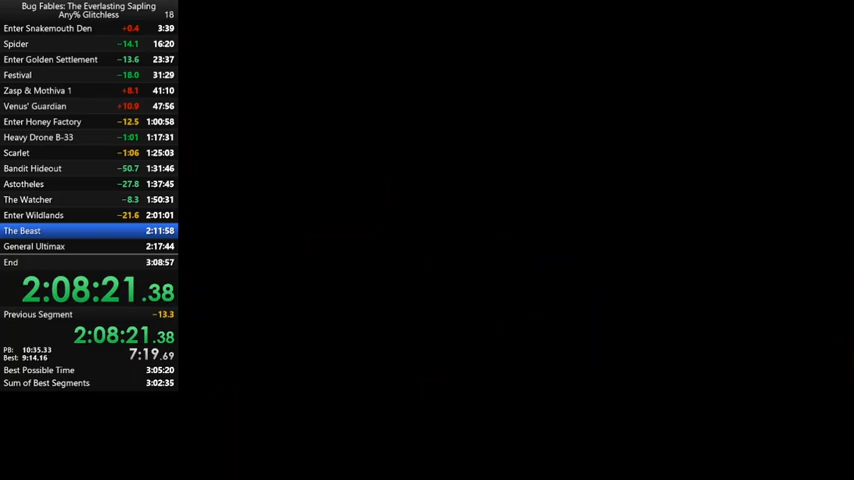 Bug Fables: The Everlasting Sapling
Any% Glitchless 18
Enter Snakemouth Den +0.4 3:39
Spider −14.1 16:20
Enter Golden Settlement −13.6 23:37
Festival −18.0 31:29
Zasp & Mothiva 1 +8.1 41:10
Venus' Guardian +10.9 47:56
Enter Honey Factory −12.5 1:00:58
Heavy Drone B-33 −1:01 1:17:31
Scarlet −1:06 1:25:03
Bandit Hideout −50.7 1:31:46
Astotheles −27.8 1:37:45
The Watcher −8.3 1:50:31
Enter Wildlands −21.6 2:01:01
The Beast 2:11:58
General Ultimax 2:17:44
End 3:08:57
2:08:21.38
Previous Segment −13.3
2:08:21.38
PB: 10:35.33
Best: 9:14.16
7:19.69
Best Possible Time 3:05:20
Sum of Best Segments 3:02:35